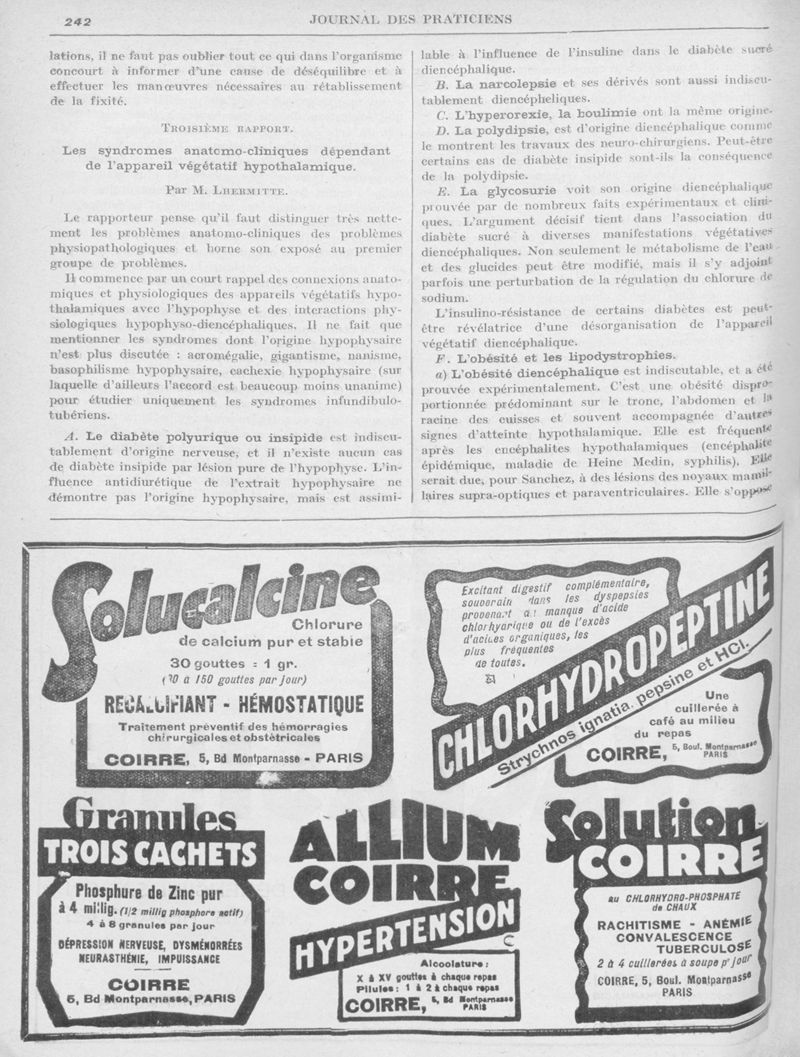 242
JOURNAL DES PRATICIENS
lations, il ne faut pas oublier tout ce qui dans l'organisme
concourt à informer d'une cause de déséquilibre et à
effectuer les manœuvres nécessaires au rétablissement
de la fixité.
TROISIÈME RAPPORT.
Les syndromes anatomo-cliniques dépendant
de l'appareil végétatif hypothalamique.
Par M. LHERMITTE.
Le rapporteur pense qu'il faut distinguer très nette-
ment les problèmes anatomo-cliniques des problèmes
physiopathologiques et borne son exposé au premier
groupe de problèmes.
Il commence par un court rappel des connexions anato-
miques et physiologiques des appareils végétatifs hypo-
thalamiques avec l'hypophyse et des interactions phy-
siologiques hypophyso-diencéphaliques. Il ne fait que
mentionner les syndromes dont l'origine hypophysaire
n'est plus discutée : acromégalie, gigantisme, nanisme,
basophilisme hypophysaire, cachexie hypophysaire (sur
laquelle d'ailleurs l'accord est beaucoup moins unanime)
pour étudier uniquement les syndromes infundibulo-
tubériens.
A. Le diabète polyurique ou insipide est indiscu-
tablement d'origine nerveuse, et il n'existe aucun cas
de diabète insipide par lésion pure de l'hypophyse. L'in-
fluence antidiurétique de l'extrait hypophysaire ne
démontre pas l'origine hypophysaire, mais est assimi-
lable à l'influence de l'insuline dans le diabète sucré
diencéphalique.
B. La narcolepsie et ses dérivés sont aussi indiscu-
tablement diencépheliques.
C. L'hyperorexie, la boulimie ont la même origine.
D. La polydipsie, est d'origine diencéphalique comme
le montrent les travaux des neuro-chirurgiens. Peut-être
certains cas de diabète insipide sont-ils la conséquence
de la polydipsie.
E. La glycosurie voit son origine diencéphalique
prouvée par de nombreux faits expérimentaux et clini-
ques. L'argument décisif tient dans l'association du
diabète sucré à diverses manifestations végétatives
diencéphaliques. Non seulement le métabolisme de l'eau
et des glucides peut être modifié, mais il s'y adjoint
parfois une perturbation de la régulation du chlorure de
sodium.
L'insulino-résistance de certains diabètes est peut-
être révélatrice d'une désorganisation de l'appareil
végétatif diencéphalique.
F. L'obésité et les lipodystrophies.
a) L'obésité diencéphalique est indiscutable, et a été
prouvée expérimentalement. C'est une obésité dispro-
portionnée prédominant sur le tronc, l'abdomen et la
racine des cuisses et souvent accompagnée d'autres
signes d'atteinte hypothalamique. Elle est fréquente
après les encéphalites hypothalamiques (encéphalite
épidémique, maladie de Heine Medin, syphilis). Elle
serait due, pour Sanchez, à des lésions des noyaux mamil-
laires supra-optiques et paraventriculaires. Elle s'oppose
Solucalcine
Chlorure
de calcium pur et stable
30 gouttes = 1 gr.
(30 à 150 gouttes par jour)
RECALCIFIANT - HÉMOSTATIQUE
Traitement préventif des hémorragies
chirurgicales et obstétricales
COIRRE, 5, Bd Montparnasse - PARIS
Excitant digestif complémentaire,
souverain dans les dyspepsies
provenant du manque d'acide
chlorhydrique ou de l'excès
d'acides organiques, les
plus fréquentes
de toutes.
CHLORHYDROPEPTINE
Strychnos ignatia, pepsine et HCl.
Une
cuillerée à
café au milieu
du repas
COIRRE, 5, Boul. Montparnasse
PARIS
Granules
TROIS CACHETS
Phosphure de Zinc pur
à 4 millig. (1/2 millig phosphore actif)
4 à 8 granules par jour
DÉPRESSION NERVEUSE, DYSMÉNORRÉES
NEURASTHÉNIE, IMPUISSANCE
COIRRE
5, Bd Montparnasse, PARIS
ALLIUM
COIRRE
HYPERTENSION
Alcoolature :
X à XV gouttes à chaque repas
Pilules : 1 à 2 à chaque repas
COIRRE, 5, Bd Montparnasse
PARIS
Solution
COIRRE
au CHLORHYDRO-PHOSPHATE
de CHAUX
RACHITISME - ANÉMIE
CONVALESCENCE
TUBERCULOSE
2 à 4 cuillerées à soupe pr jour
COIRRE, 5, Boul. Montparnasse
PARIS